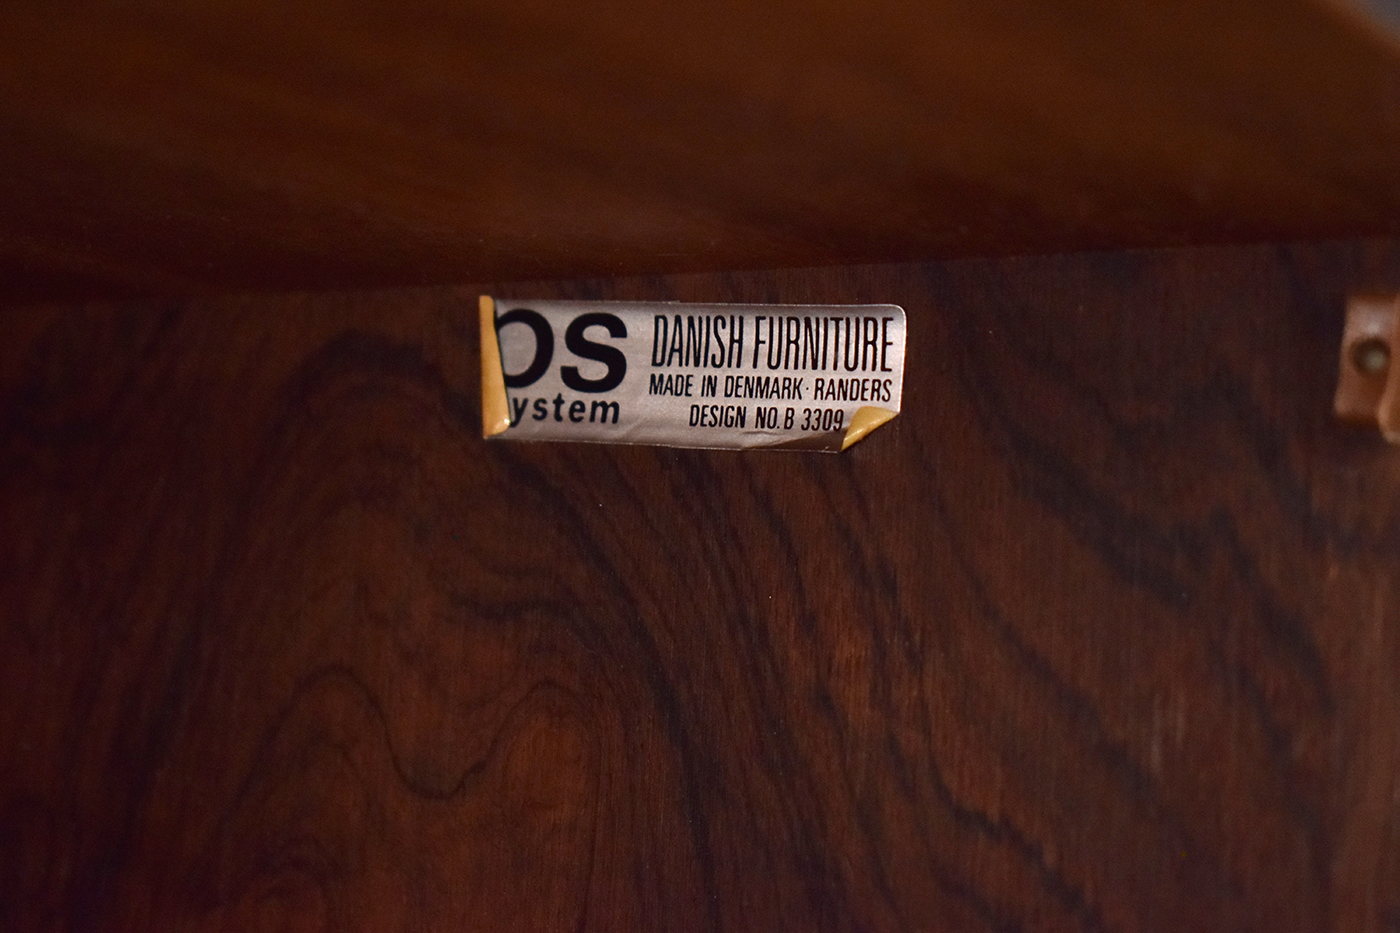 OS
ystem
DANISH FURNITURE
MADE IN DENMARK · RANDERS
DESIGN NO. B 3309